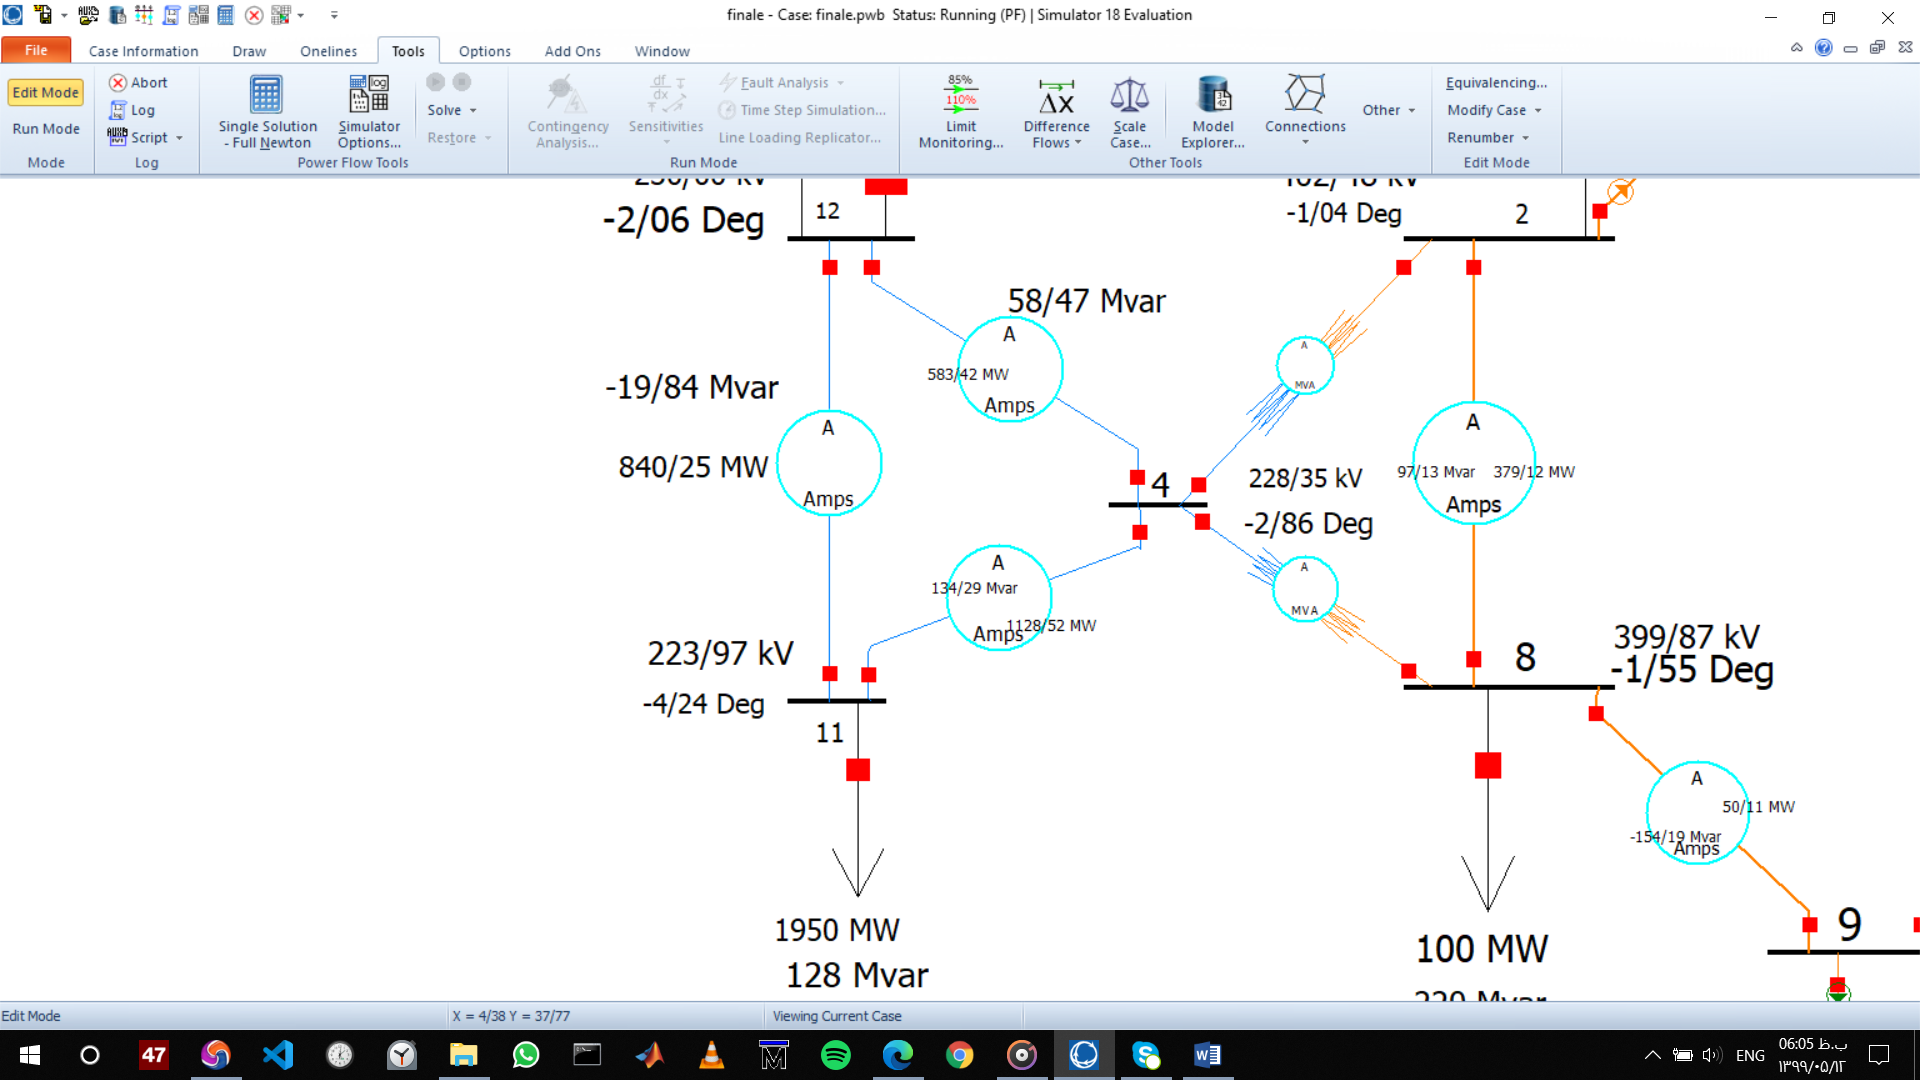 finale - Case: finale.pwb Status: Running (PF) | Simulator 18 Evaluation
File Case Information Draw Onelines Tools Options Add Ons Window
Edit Mode
Run Mode
Mode
Abort
Log
Script
Log
Single Solution - Full Newton
Simulator Options...
Solve
Restore
Power Flow Tools
Contingency Analysis...
Sensitivities
Fault Analysis
Time Step Simulation...
Line Loading Replicator...
Run Mode
85%
110%
Limit Monitoring...
Difference Flows
Scale Case...
Model Explorer...
Connections
Other
Other Tools
Equivalencing...
Modify Case
Renumber
Edit Mode
-2/06 Deg
12
-1/04 Deg
2
58/47 Mvar
A
583/42 MW
Amps
A
MVA
-19/84 Mvar
840/25 MW
A
Amps
4
228/35 kV
-2/86 Deg
A
97/13 Mvar 379/12 MW
Amps
A
134/29 Mvar
1128/52 MW
Amps
A
MVA
223/97 kV
-4/24 Deg
11
8
399/87 kV
-1/55 Deg
A
50/11 MW
-154/19 Mvar
Amps
1950 MW
128 Mvar
100 MW
9
Edit Mode
X = 4/38 Y = 37/77
Viewing Current Case
47
ENG
06:05 ب.ظ
۱۳۹۹/۰۵/۱۲